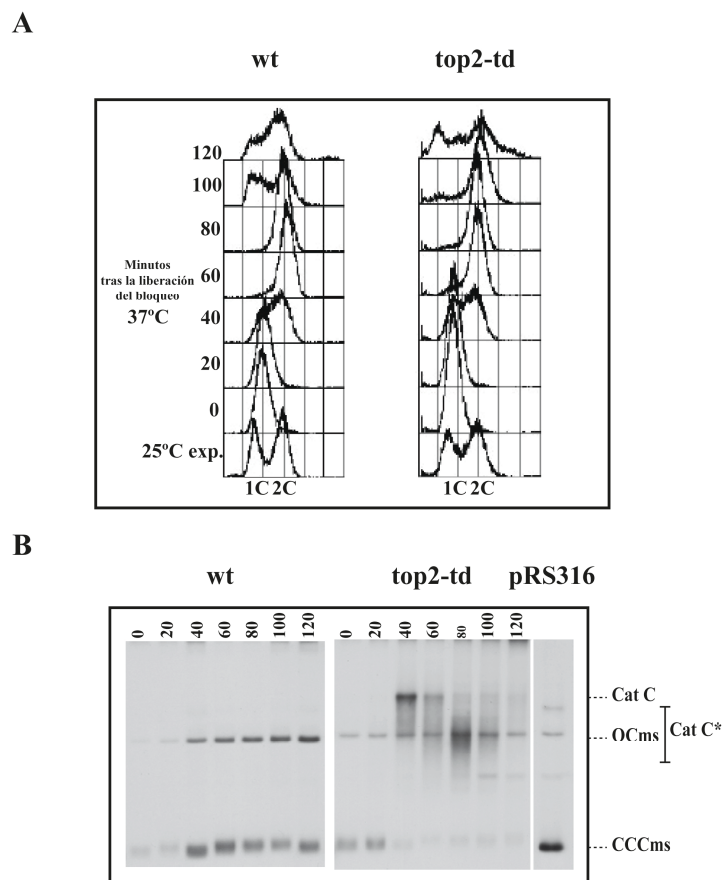 A
wt top2-td
120
100
80
Minutos
tras la liberación
del bloqueo
60
37ºC
40
20
0
25ºC exp.
1C 2C 1C 2C
B
wt top2-td pRS316
0 20 40 60 80 100 120 0 20 40 60 80 100 120
Cat C
OCms
Cat C*
CCCms